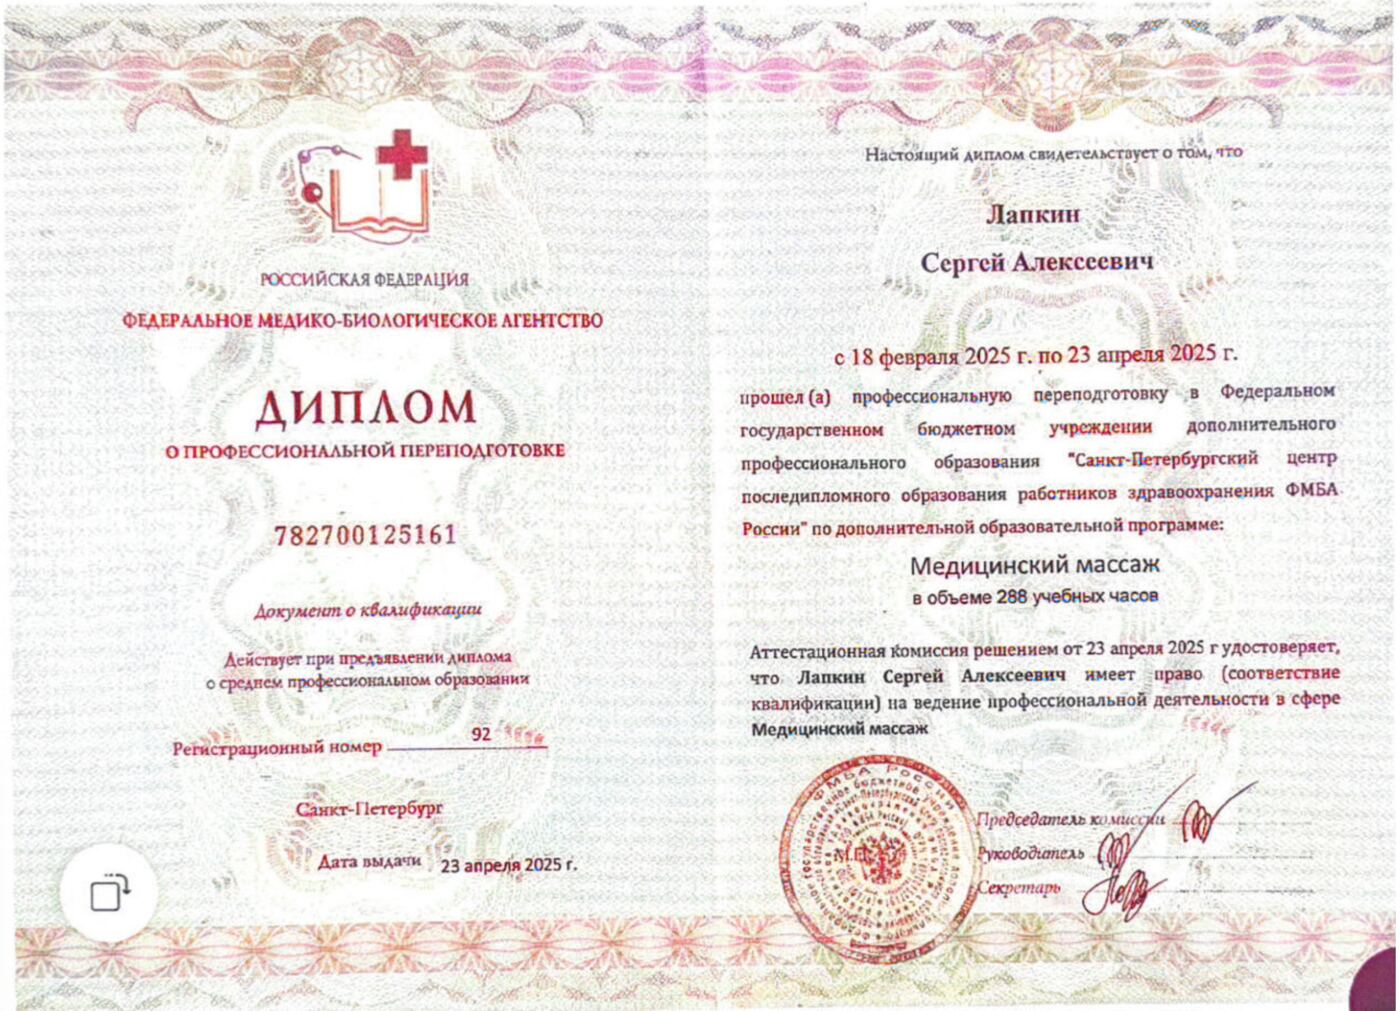 РОССИЙСКАЯ ФЕДЕРАЦИЯ
ФЕДЕРАЛЬНОЕ МЕДИКО-БИОЛОГИЧЕСКОЕ АГЕНТСТВО
ДИПЛОМ
О ПРОФЕССИОНАЛЬНОЙ ПЕРЕПОДГОТОВКЕ
782700125161
Документ о квалификации
Действует при предъявлении диплома
о среднем профессиональном образовании
Регистрационный номер 92
Санкт-Петербург
Дата выдачи 23 апреля 2025 г.
Настоящий диплом свидетельствует о том, что
Лапкин
Сергей Алексеевич
с 18 февраля 2025 г. по 23 апреля 2025 г.
прошел (а) профессиональную переподготовку в Федеральном
государственном бюджетном учреждении дополнительного
профессионального образования "Санкт-Петербургский центр
последипломного образования работников здравоохранения ФМБА
России" по дополнительной образовательной программе:
Медицинский массаж
в объеме 288 учебных часов
Аттестационная комиссия решением от 23 апреля 2025 г удостоверяет,
что Лапкин Сергей Алексеевич имеет право (соответствие
квалификации) на ведение профессиональной деятельности в сфере
Медицинский массаж
ФМБА России
М.П.
Председатель комиссии
Руководитель
Секретарь